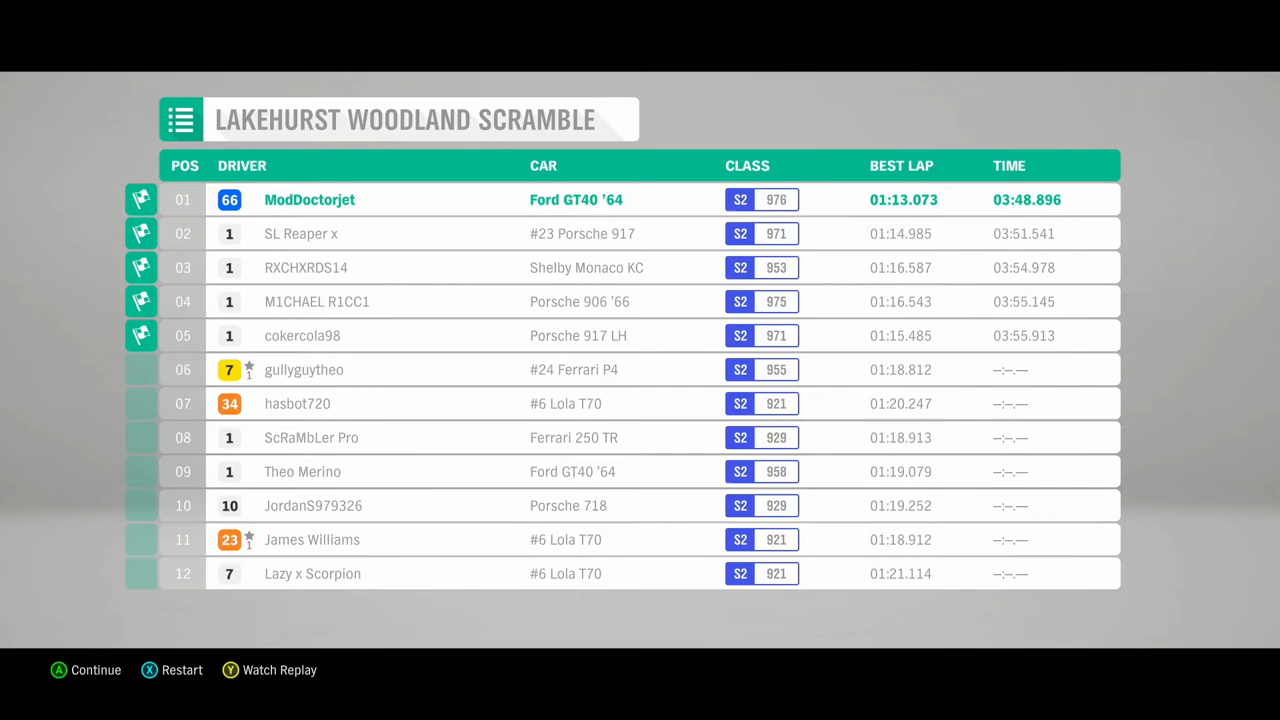 LAKEHURST WOODLAND SCRAMBLE
POS DRIVER CAR CLASS BEST LAP TIME
01 66 ModDoctorjet Ford GT40 '64 S2 976 01:13.073 03:48.896
02 1 SL Reaper x #23 Porsche 917 S2 971 01:14.985 03:51.541
03 1 RXCHXRDS14 Shelby Monaco KC S2 953 01:16.587 03:54.978
04 1 M1CHAEL R1CC1 Porsche 906 '66 S2 975 01:16.543 03:55.145
05 1 cokercola98 Porsche 917 LH S2 971 01:15.485 03:55.913
06 7 1 gullyguytheo #24 Ferrari P4 S2 955 01:18.812 --:--.---
07 34 hasbot720 #6 Lola T70 S2 921 01:20.247 --:--.---
08 1 ScRaMbLer Pro Ferrari 250 TR S2 929 01:18.913 --:--.---
09 1 Theo Merino Ford GT40 '64 S2 958 01:19.079 --:--.---
10 10 JordanS979326 Porsche 718 S2 929 01:19.252 --:--.---
11 23 1 James Williams #6 Lola T70 S2 921 01:18.912 --:--.---
12 7 Lazy x Scorpion #6 Lola T70 S2 921 01:21.114 --:--.---
A Continue X Restart Y Watch Replay